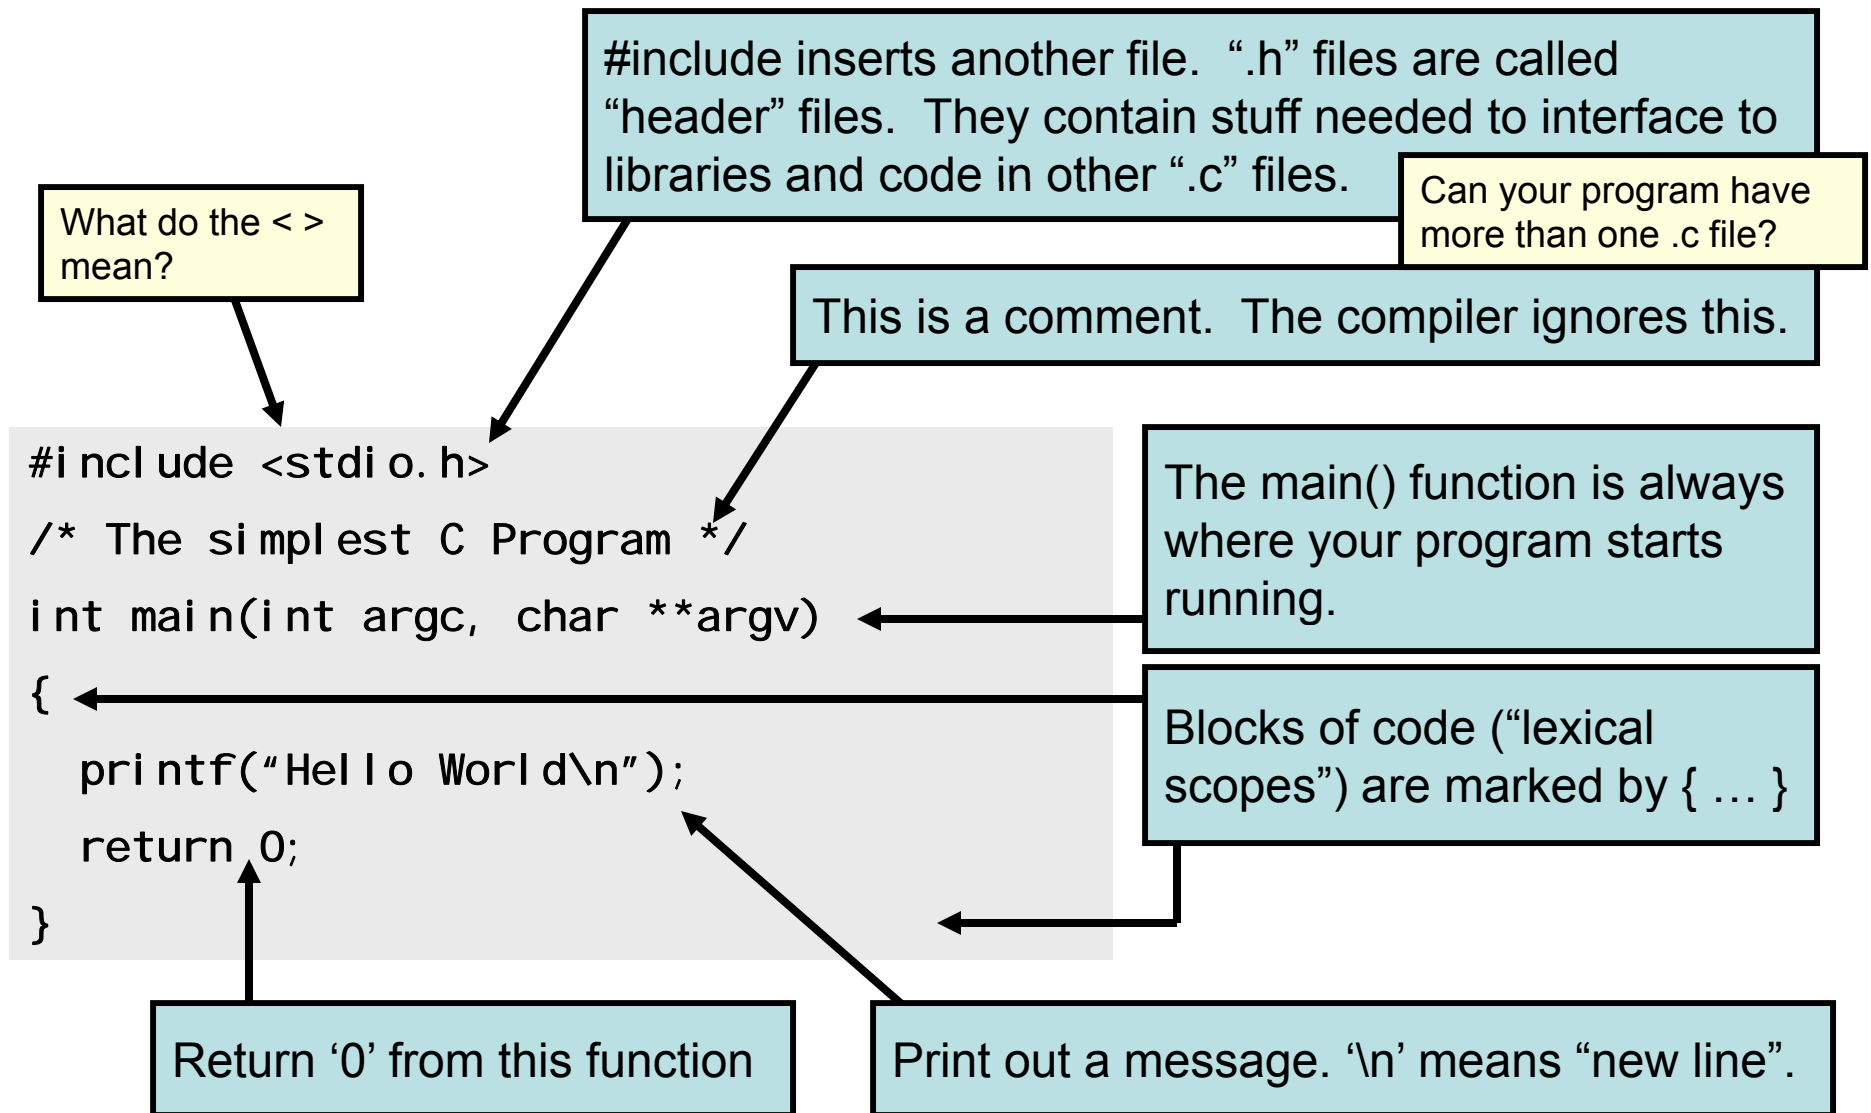 #include inserts another file. “.h” files are called
“header” files. They contain stuff needed to interface to
libraries and code in other “.c” files.
Can your program have
more than one .c file?
What do the < >
mean?
This is a comment. The compiler ignores this.
#include <stdio.h>
/* The simplest C Program */
int main(int argc, char **argv)
{
printf(“Hello World\n”);
return 0;
}
The main() function is always
where your program starts
running.
Blocks of code (“lexical
scopes”) are marked by { … }
Return ‘0’ from this function
Print out a message. ‘\n’ means “new line”.